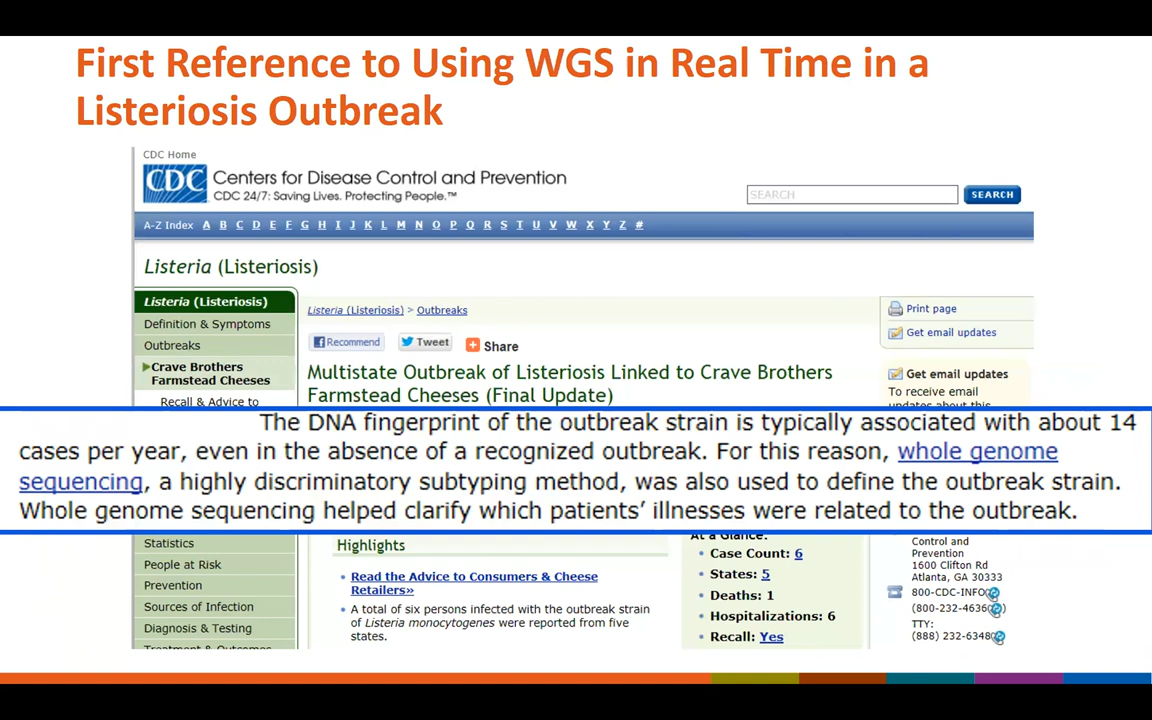 First Reference to Using WGS in Real Time in a
Listeriosis Outbreak
CDC Home
CDC Centers for Disease Control and Prevention
CDC 24/7: Saving Lives. Protecting People.™
SEARCH
SEARCH
A-Z Index A B C D E F G H I J K L M N O P Q R S T U V W X Y Z #
Listeria (Listeriosis)
Listeria (Listeriosis)
Definition & Symptoms
Outbreaks
Crave Brothers
Farmstead Cheeses
Recall & Advice to
Listeria (Listeriosis) > Outbreaks
Recommend Tweet Share
Multistate Outbreak of Listeriosis Linked to Crave Brothers
Farmstead Cheeses (Final Update)
Print page
Get email updates
Get email updates
To receive email
updates about this
The DNA fingerprint of the outbreak strain is typically associated with about 14
cases per year, even in the absence of a recognized outbreak. For this reason, whole genome
sequencing, a highly discriminatory subtyping method, was also used to define the outbreak strain.
Whole genome sequencing helped clarify which patients’ illnesses were related to the outbreak.
Statistics
People at Risk
Prevention
Sources of Infection
Diagnosis & Testing
Treatment & Outcomes
Highlights
• Read the Advice to Consumers & Cheese
Retailers»
• A total of six persons infected with the outbreak strain
of Listeria monocytogenes were reported from five
states.
At a Glance:
• Case Count: 6
• States: 5
• Deaths: 1
• Hospitalizations: 6
• Recall: Yes
Control and
Prevention
1600 Clifton Rd
Atlanta, GA 30333
800-CDC-INFO
(800-232-4636)
TTY:
(888) 232-6348